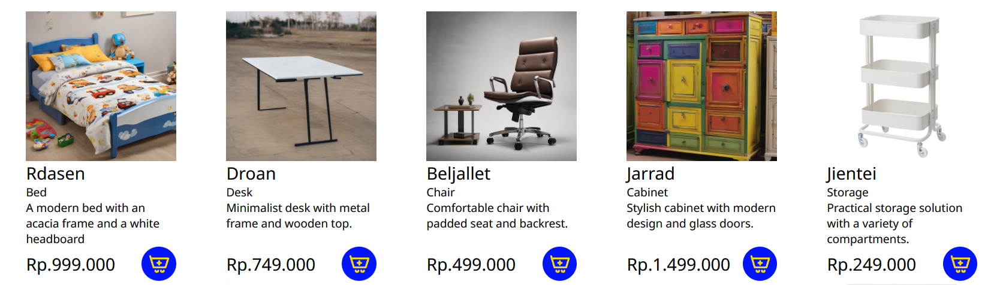 Rdasen
Bed
A modern bed with an
acacia frame and a white
headboard
Rp.999.000
Droan
Desk
Minimalist desk with metal
frame and wooden top.
Rp.749.000
Beljallet
Chair
Comfortable chair with
padded seat and backrest.
Rp.499.000
Jarrad
Cabinet
Stylish cabinet with modern
design and glass doors.
Rp.1.499.000
Jientei
Storage
Practical storage solution
with a variety of
compartments.
Rp.249.000